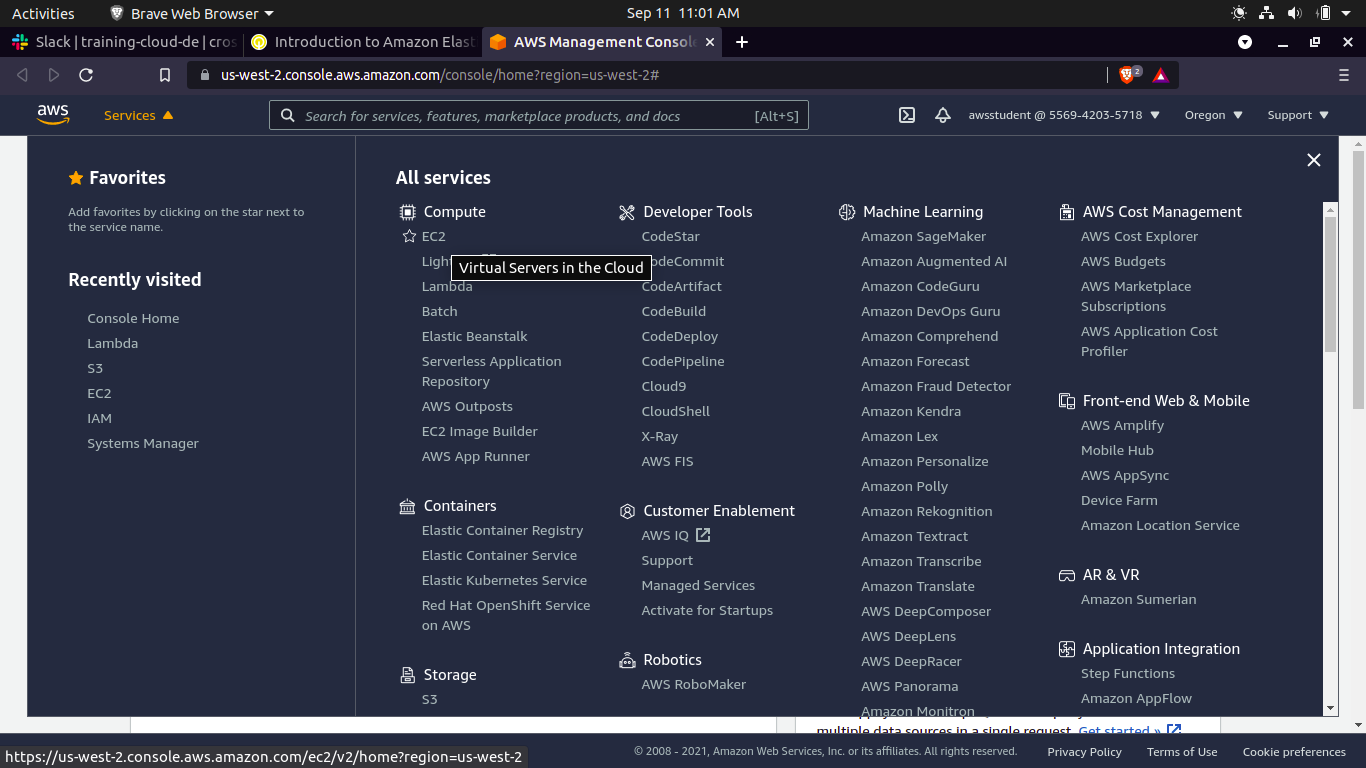 Activities
Brave Web Browser
Sep 11 11:01 AM
Slack | training-cloud-de | cros
Introduction to Amazon Elast
AWS Management Consol
us-west-2.console.aws.amazon.com/console/home?region=us-west-2#
2
aws
Services
Search for services, features, marketplace products, and docs
[Alt+S]
awsstudent @ 5569-4203-5718
Oregon
Support
Favorites
Add favorites by clicking on the star next to
the service name.
Recently visited
Console Home
Lambda
S3
EC2
IAM
Systems Manager
All services
Compute
EC2
Virtual Servers in the Cloud
Lambda
Batch
Elastic Beanstalk
Serverless Application
Repository
AWS Outposts
EC2 Image Builder
AWS App Runner
Containers
Elastic Container Registry
Elastic Container Service
Elastic Kubernetes Service
Red Hat OpenShift Service
on AWS
Storage
S3
Developer Tools
CodeStar
CodeCommit
CodeArtifact
CodeBuild
CodeDeploy
CodePipeline
Cloud9
CloudShell
X-Ray
AWS FIS
Customer Enablement
AWS IQ
Support
Managed Services
Activate for Startups
Robotics
AWS RoboMaker
Machine Learning
Amazon SageMaker
Amazon Augmented AI
Amazon CodeGuru
Amazon DevOps Guru
Amazon Comprehend
Amazon Forecast
Amazon Fraud Detector
Amazon Kendra
Amazon Lex
Amazon Personalize
Amazon Polly
Amazon Rekognition
Amazon Textract
Amazon Transcribe
Amazon Translate
AWS DeepComposer
AWS DeepLens
AWS DeepRacer
AWS Panorama
Amazon Monitron
AWS Cost Management
AWS Cost Explorer
AWS Budgets
AWS Marketplace
Subscriptions
AWS Application Cost
Profiler
Front-end Web & Mobile
AWS Amplify
Mobile Hub
AWS AppSync
Device Farm
Amazon Location Service
AR & VR
Amazon Sumerian
Application Integration
Step Functions
Amazon AppFlow
multiple data sources in a single request. Get started »
https://us-west-2.console.aws.amazon.com/ec2/v2/home?region=us-west-2
© 2008 - 2021, Amazon Web Services, Inc. or its affiliates. All rights reserved.
Privacy Policy
Terms of Use
Cookie preferences